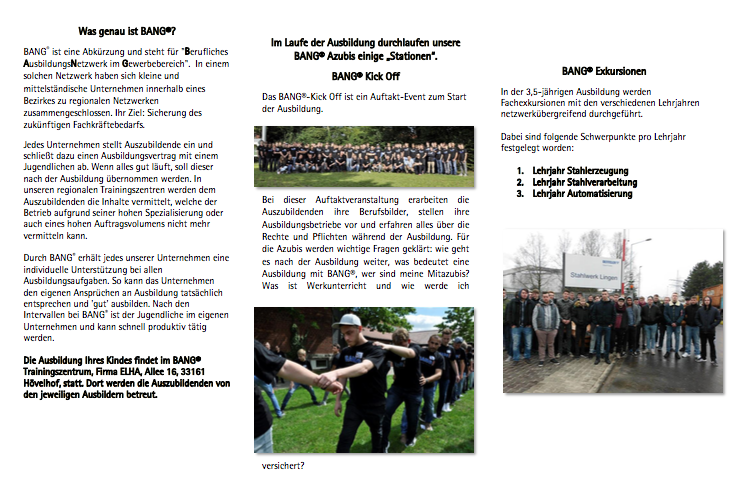 Was genau ist BANG®?
BANG® ist eine Abkürzung und steht für "Berufliches
AusbildungsNetzwerk im Gewerbebereich". In einem
solchen Netzwerk haben sich kleine und
mittelständische Unternehmen innerhalb eines
Bezirkes zu regionalen Netzwerken
zusammengeschlossen. Ihr Ziel: Sicherung des
zukünftigen Fachkräftebedarfs.
Jedes Unternehmen stellt Auszubildende ein und
schließt dazu einen Ausbildungsvertrag mit einem
Jugendlichen ab. Wenn alles gut läuft, soll dieser
nach der Ausbildung übernommen werden. In
unseren regionalen Trainingszentren werden dem
Auszubildenden die Inhalte vermittelt, welche der
Betrieb aufgrund seiner hohen Spezialisierung oder
auch eines hohen Auftragsvolumens nicht mehr
vermitteln kann.
Durch BANG® erhält jedes unserer Unternehmen eine
individuelle Unterstützung bei allen
Ausbildungsaufgaben. So kann das Unternehmen
den eigenen Ansprüchen an Ausbildung tatsächlich
entsprechen und 'gut' ausbilden. Nach den
Intervallen bei BANG® ist der Jugendliche im eigenen
Unternehmen und kann schnell produktiv tätig
werden.
Die Ausbildung Ihres Kindes findet im BANG®
Trainingszentrum, Firma ELHA, Allee 16, 33161
Hövelhof, statt. Dort werden die Auszubildenden von
den jeweiligen Ausbildern betreut.
Im Laufe der Ausbildung durchlaufen unsere
BANG® Azubis einige „Stationen".
BANG® Kick Off
Das BANG®-Kick Off ist ein Auftakt-Event zum Start
der Ausbildung.
Bei dieser Auftaktveranstaltung erarbeiten die
Auszubildenden ihre Berufsbilder, stellen ihre
Ausbildungsbetriebe vor und erfahren alles über die
Rechte und Pflichten während der Ausbildung. Für
die Azubis werden wichtige Fragen geklärt: wie geht
es nach der Ausbildung weiter, was bedeutet eine
Ausbildung mit BANG®, wer sind meine Mitazubis?
Was ist Werkunterricht und wie werde ich
versichert?
BANG® Exkursionen
In der 3,5-jährigen Ausbildung werden
Fachexkursionen mit den verschiedenen Lehrjahren
netzwerkübergreifend durchgeführt.
Dabei sind folgende Schwerpunkte pro Lehrjahr
festgelegt worden:
1. Lehrjahr Stahlerzeugung
2. Lehrjahr Stahlverarbeitung
3. Lehrjahr Automatisierung
Stahlwerk Lingen